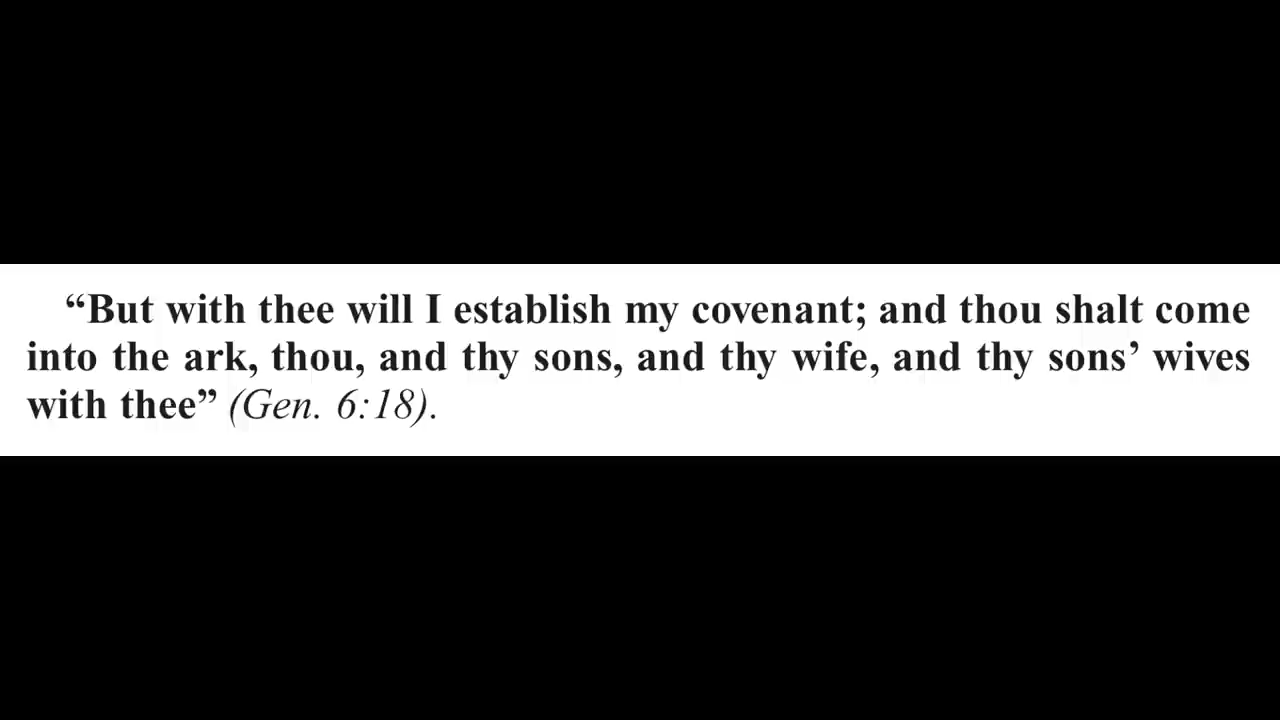 “But with thee will I establish my covenant; and thou shalt come
into the ark, thou, and thy sons, and thy wife, and thy sons’ wives
with thee” (Gen. 6:18).